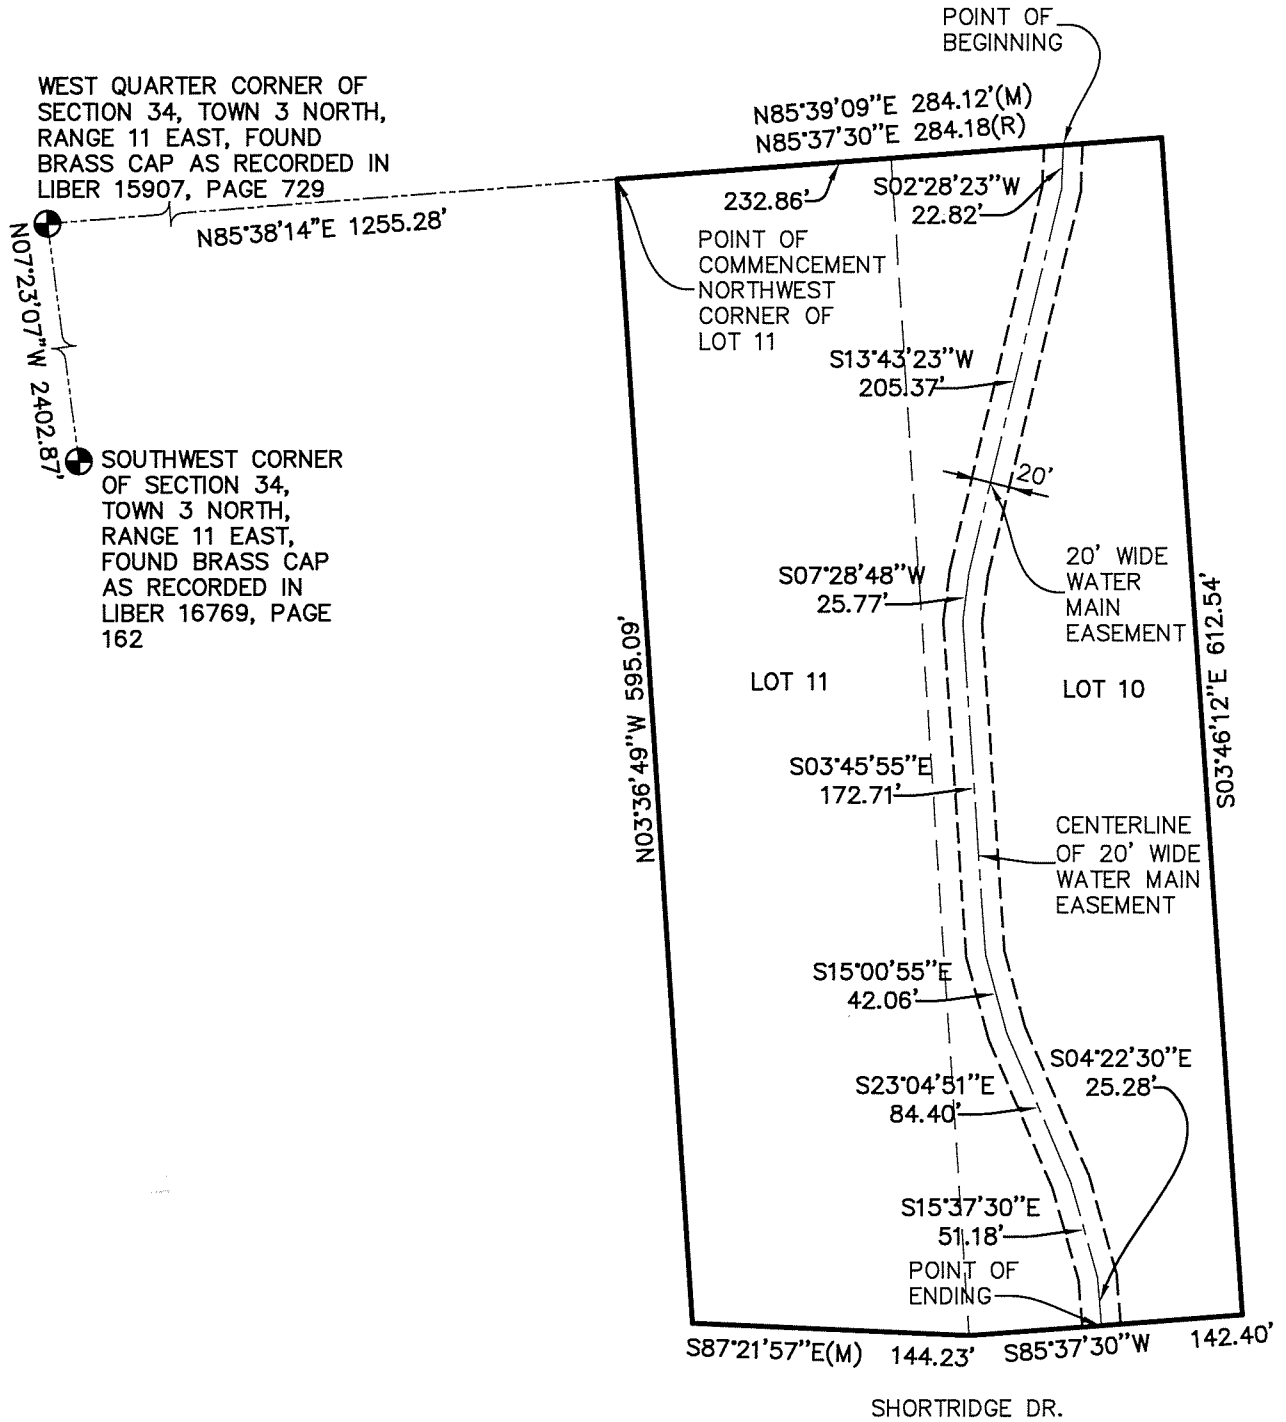 POINT OF
BEGINNING
WEST QUARTER CORNER OF
SECTION 34, TOWN 3 NORTH,
RANGE 11 EAST, FOUND
BRASS CAP AS RECORDED IN
LIBER 15907, PAGE 729
N85°39'09"E 284.12'(M)
N85°37'30"E 284.18(R)
N85°38'14"E 1255.28'
232.86'
S02°28'23"W
22.82'
N07°23'07"W 2402.87'
POINT OF
COMMENCEMENT
NORTHWEST
CORNER OF
LOT 11
S13°43'23"W
205.37'
SOUTHWEST CORNER
OF SECTION 34,
TOWN 3 NORTH,
RANGE 11 EAST,
FOUND BRASS CAP
AS RECORDED IN
LIBER 16769, PAGE
162
20'
S07°28'48"W
25.77'
20' WIDE
WATER
MAIN
EASEMENT
N03°36'49"W 595.09'
LOT 11
LOT 10
S03°46'12"E 612.54'
S03°45'55"E
172.71'
CENTERLINE
OF 20' WIDE
WATER MAIN
EASEMENT
S15°00'55"E
42.06'
S04°22'30"E
25.28'
S23°04'51"E
84.40'
S15°37'30"E
51.18'
POINT OF
ENDING
S87°21'57"E(M) 144.23'
S85°37'30"W 142.40'
SHORTRIDGE DR.